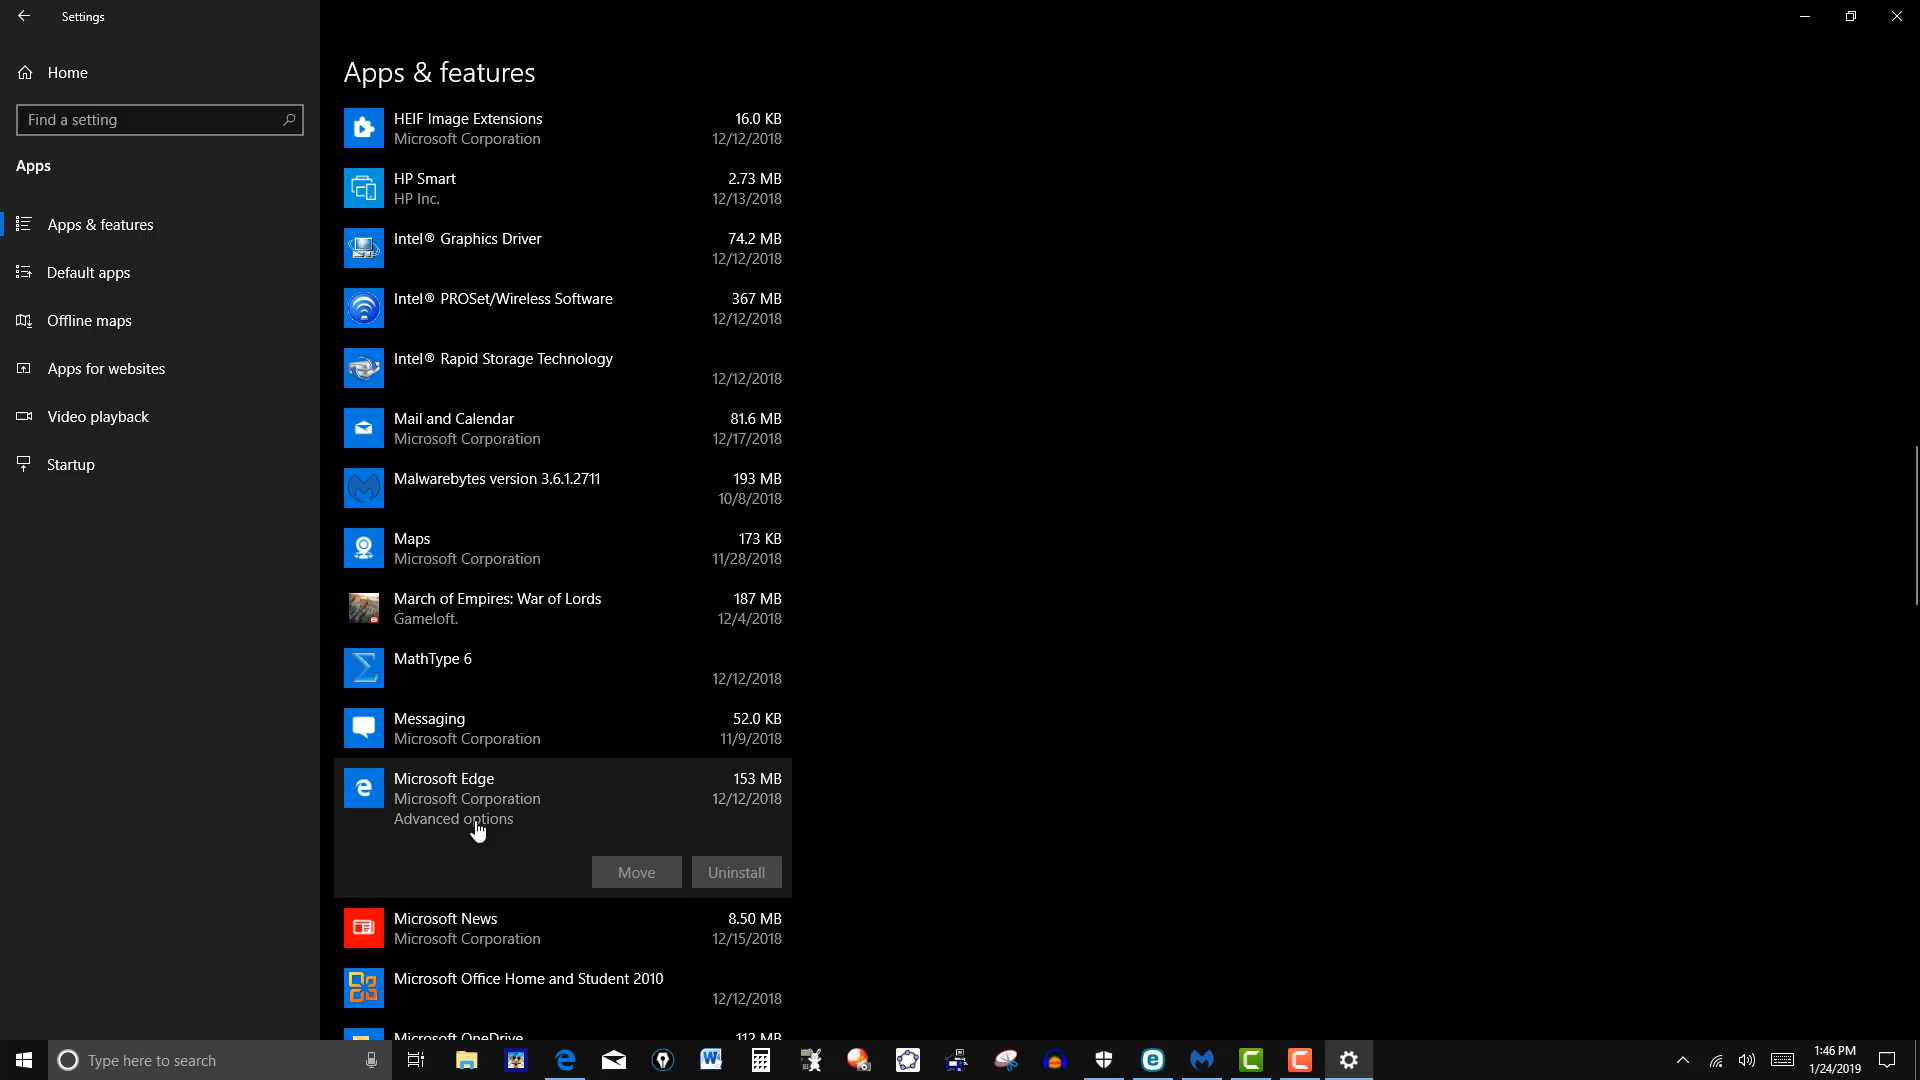 Settings
Home
Find a setting
Apps
Apps & features
Default apps
Offline maps
Apps for websites
Video playback
Startup
Apps & features
HEIF Image Extensions 16.0 KB
Microsoft Corporation 12/12/2018
HP Smart 2.73 MB
HP Inc. 12/13/2018
Intel® Graphics Driver 74.2 MB
12/12/2018
Intel® PROSet/Wireless Software 367 MB
12/12/2018
Intel® Rapid Storage Technology
12/12/2018
Mail and Calendar 81.6 MB
Microsoft Corporation 12/17/2018
Malwarebytes version 3.6.1.2711 193 MB
10/8/2018
Maps 173 KB
Microsoft Corporation 11/28/2018
March of Empires: War of Lords 187 MB
Gameloft. 12/4/2018
MathType 6
12/12/2018
Messaging 52.0 KB
Microsoft Corporation 11/9/2018
Microsoft Edge 153 MB
Microsoft Corporation 12/12/2018
Advanced options
Move Uninstall
Microsoft News 8.50 MB
Microsoft Corporation 12/15/2018
Microsoft Office Home and Student 2010
12/12/2018
Microsoft OneDrive 112 MB
Type here to search
1:46 PM
1/24/2019